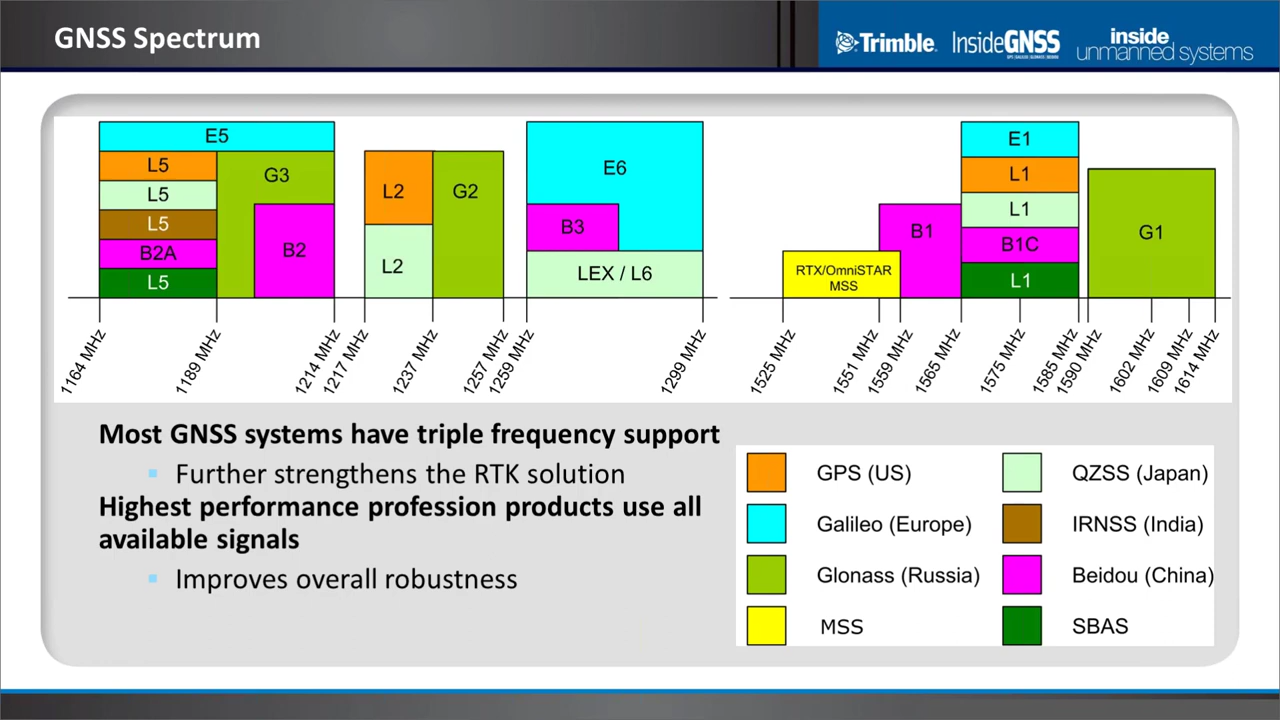 GNSS Spectrum
Trimble InsideGNSS inside
unmanned systems
E5
L5
L5
L5
B2A
L5
G3
B2
L2
L2
G2
E6
B3
LEX / L6
RTX/OmniSTAR
MSS
B1
E1
L1
L1
B1C
L1
G1
1164 MHz
1189 MHz
1214 MHz
1217 MHz
1237 MHz
1257 MHz
1259 MHz
1299 MHz
1525 MHz
1551 MHz
1559 MHz
1565 MHz
1575 MHz
1585 MHz
1590 MHz
1602 MHz
1609 MHz
1614 MHz
Most GNSS systems have triple frequency support
Further strengthens the RTK solution
Highest performance profession products use all
available signals
Improves overall robustness
GPS (US)
Galileo (Europe)
Glonass (Russia)
MSS
QZSS (Japan)
IRNSS (India)
Beidou (China)
SBAS